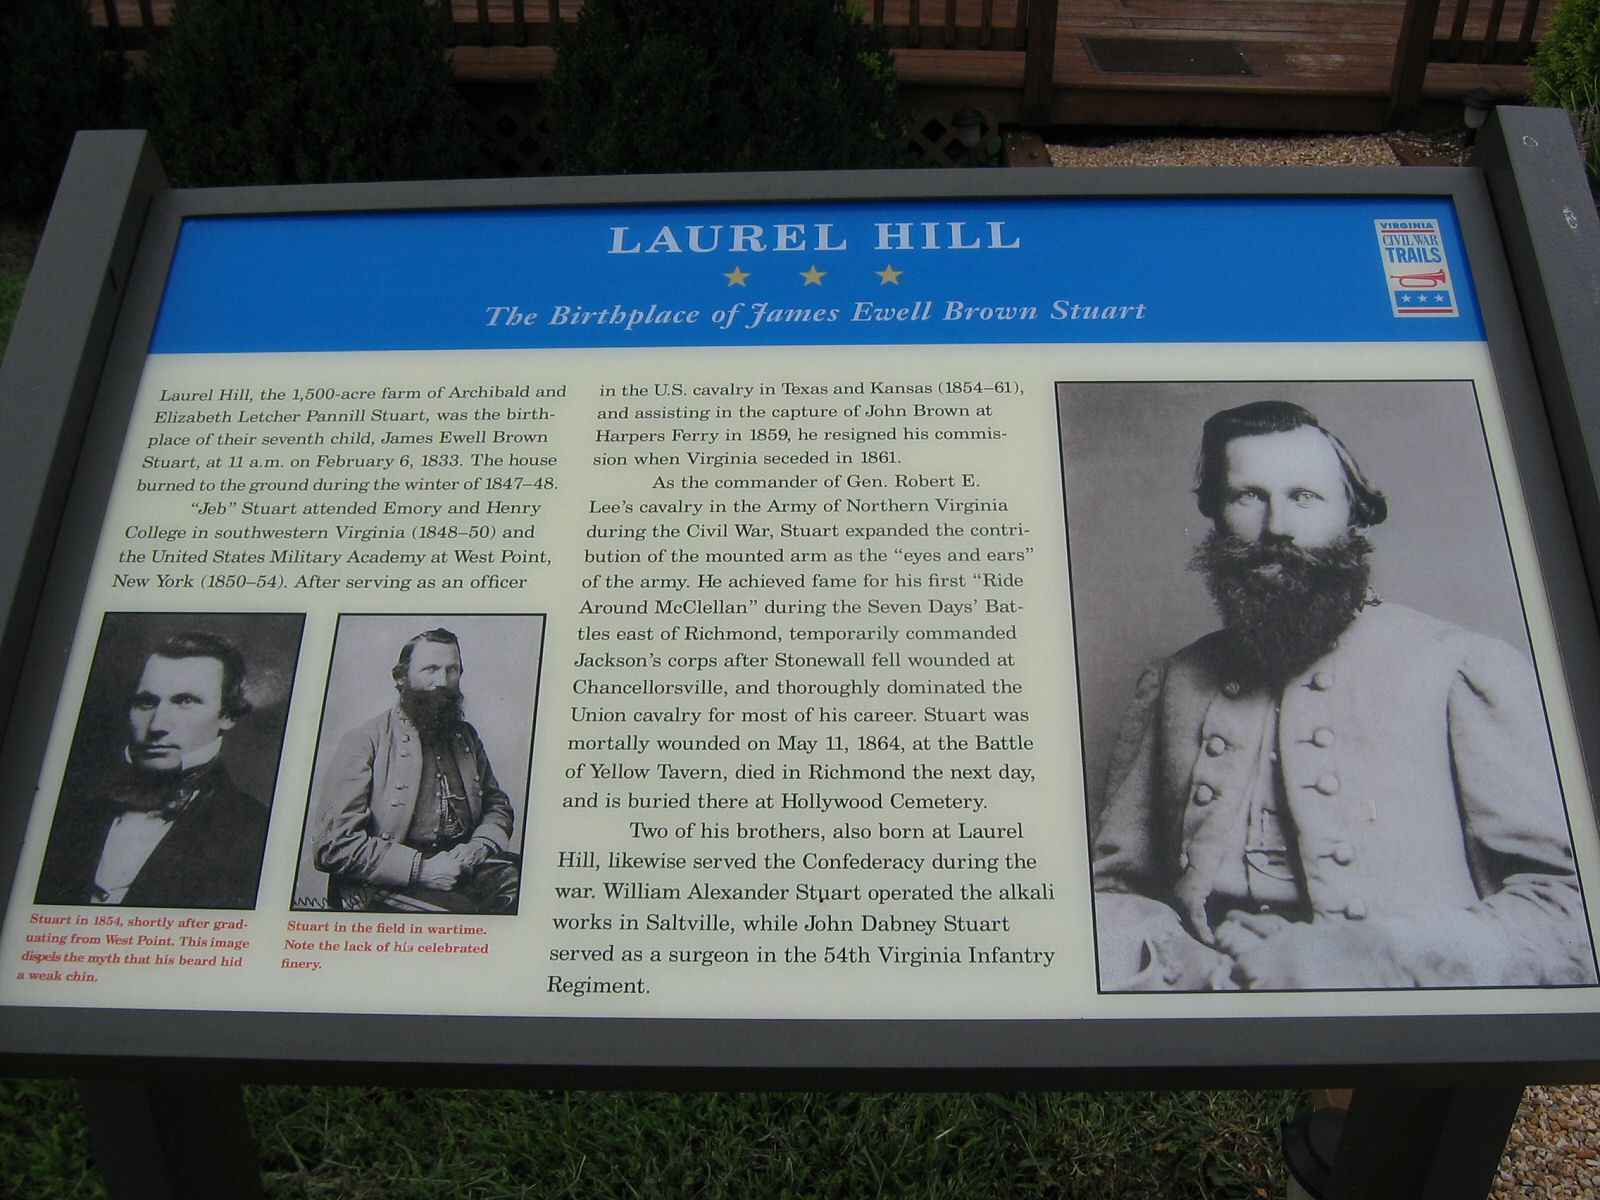 LAUREL HILL
The Birthplace of James Ewell Brown Stuart
VIRGINIA
CIVIL WAR
TRAILS
Laurel Hill, the 1,500-acre farm of Archibald and
Elizabeth Letcher Pannill Stuart, was the birth-
place of their seventh child, James Ewell Brown
Stuart, at 11 a.m. on February 6, 1833. The house
burned to the ground during the winter of 1847–48.
"Jeb" Stuart attended Emory and Henry
College in southwestern Virginia (1848–50) and
the United States Military Academy at West Point,
New York (1850–54). After serving as an officer
in the U.S. cavalry in Texas and Kansas (1854–61),
and assisting in the capture of John Brown at
Harpers Ferry in 1859, he resigned his commis-
sion when Virginia seceded in 1861.
As the commander of Gen. Robert E.
Lee's cavalry in the Army of Northern Virginia
during the Civil War, Stuart expanded the contri-
bution of the mounted arm as the "eyes and ears"
of the army. He achieved fame for his first "Ride
Around McClellan" during the Seven Days' Bat-
tles east of Richmond, temporarily commanded
Jackson's corps after Stonewall fell wounded at
Chancellorsville, and thoroughly dominated the
Union cavalry for most of his career. Stuart was
mortally wounded on May 11, 1864, at the Battle
of Yellow Tavern, died in Richmond the next day,
and is buried there at Hollywood Cemetery.
Two of his brothers, also born at Laurel
Hill, likewise served the Confederacy during the
war. William Alexander Stuart operated the alkali
works in Saltville, while John Dabney Stuart
served as a surgeon in the 54th Virginia Infantry
Regiment.
Stuart in 1854, shortly after grad-
uating from West Point. This image
dispels the myth that his beard hid
a weak chin.
Stuart in the field in wartime.
Note the lack of his celebrated
finery.